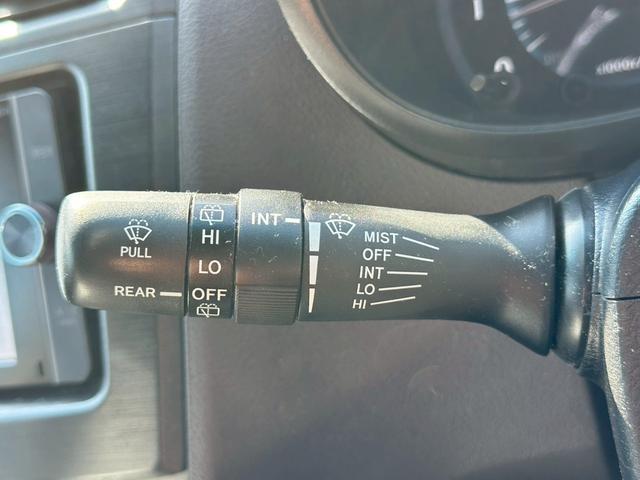 PULL
REAR
HI
LO
OFF
INT
MIST
OFF
INT
LO
HI